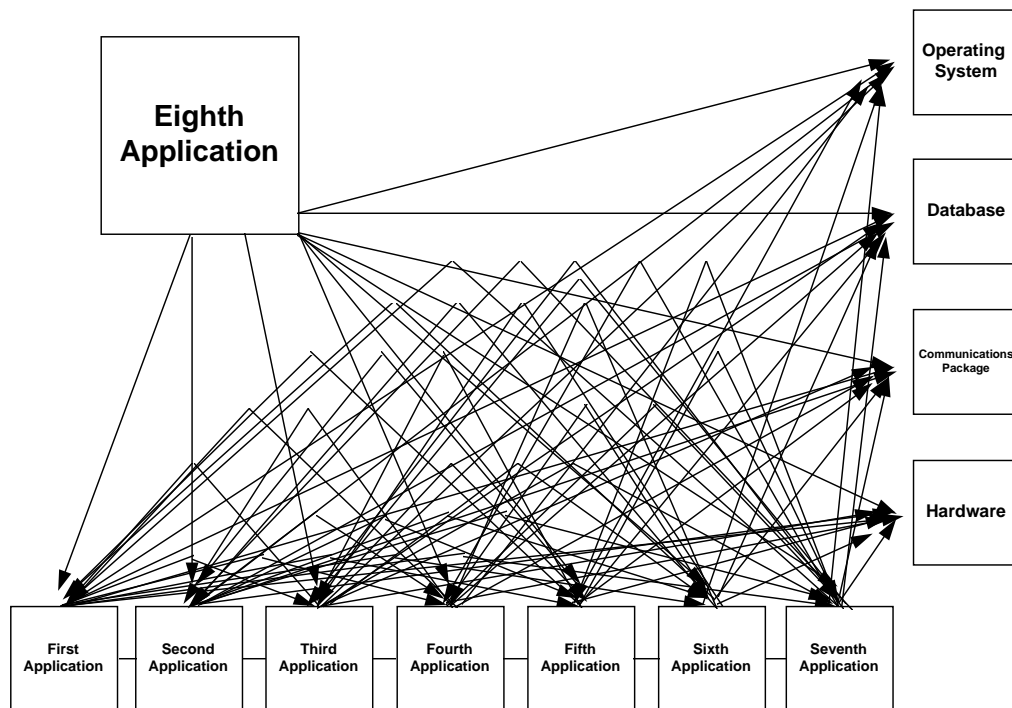 Operating
System
Eighth
Application
Database
Communications
Package
Hardware
First
Application
Second
Application
Third
Application
Fourth
Application
Fifth
Application
Sixth
Application
Seventh
Application